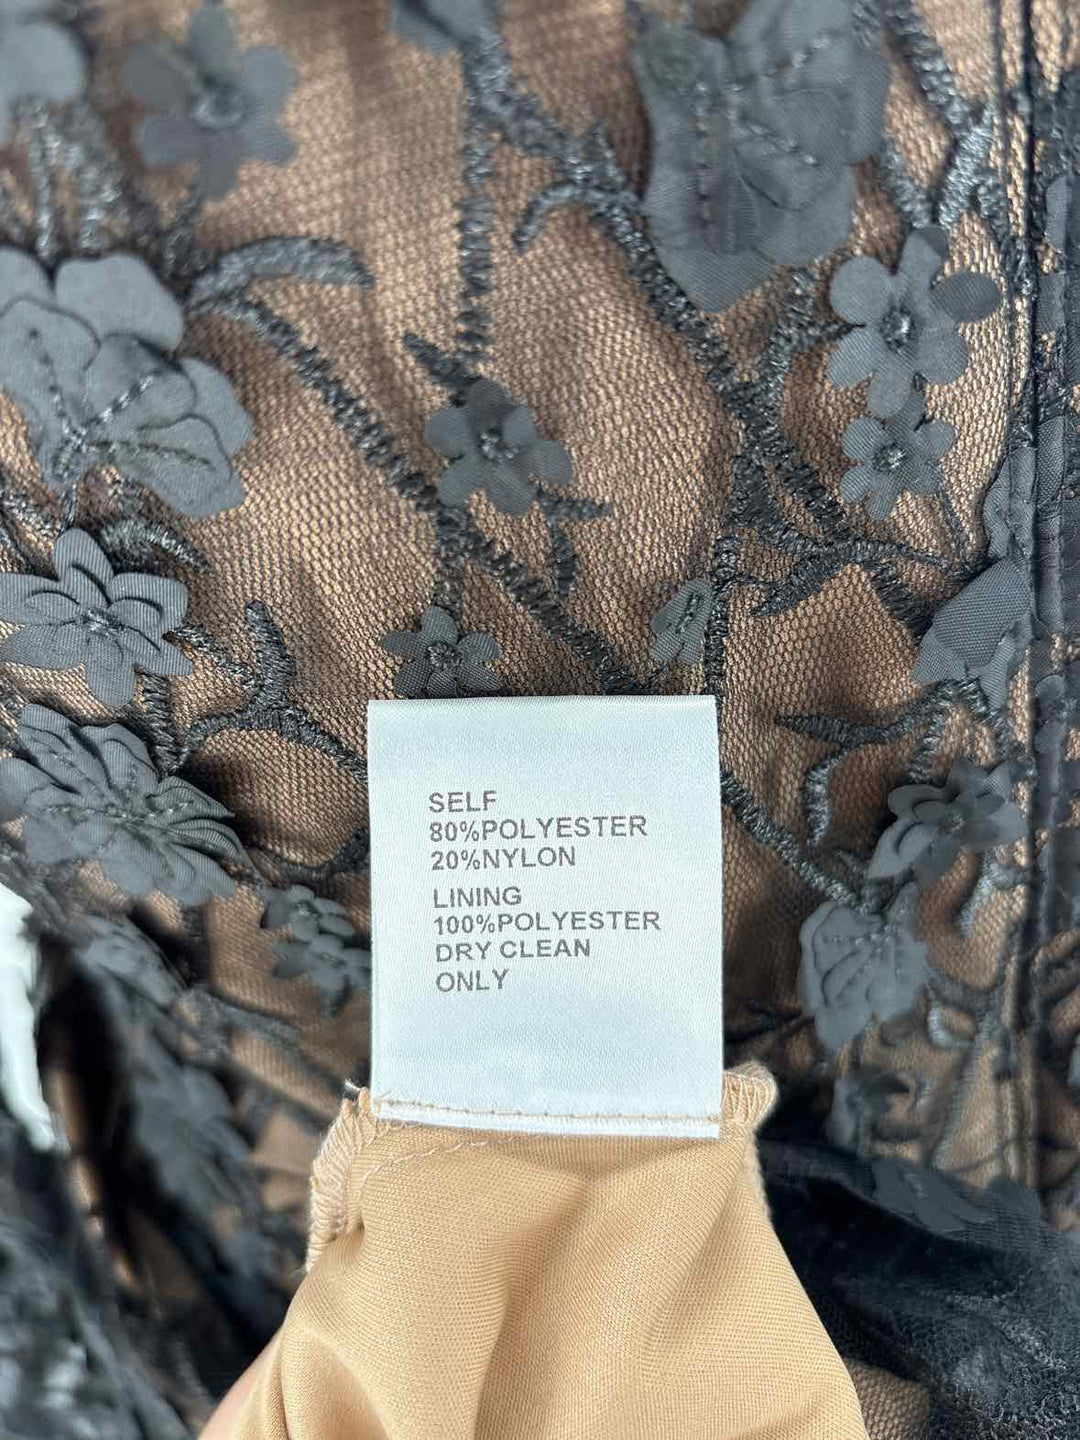 SELF
80%POLYESTER
20%NYLON
LINING
100%POLYESTER
DRY CLEAN
ONLY